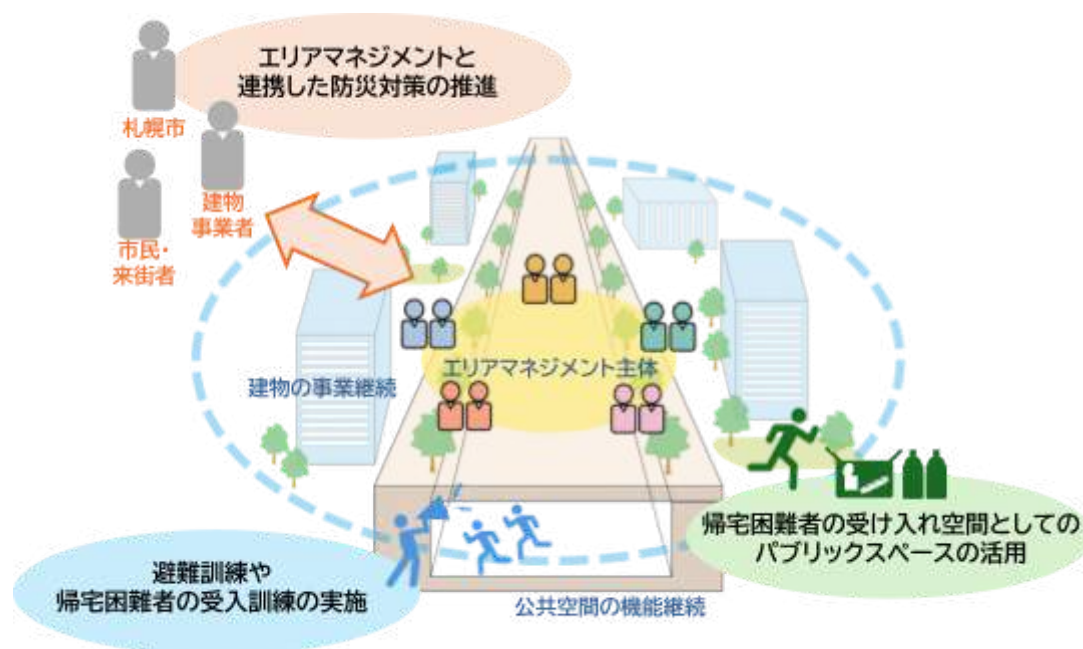 エリアマネジメントと
連携した防災対策の推進
札幌市
建物
事業者
市民・
来街者
エリアマネジメント主体
建物の事業継続
帰宅困難者の受け入れ空間としての
パブリックスペースの活用
避難訓練や
帰宅困難者の受入訓練の実施
公共空間の機能継続